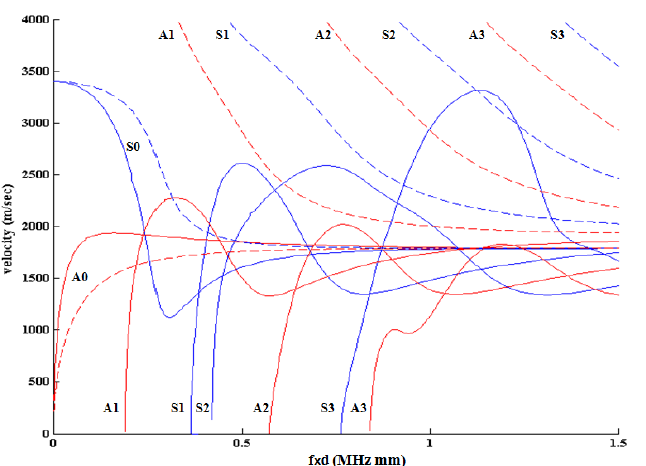 4000
A1 S1 A2 S2 A3 S3
3500
3000
S0
2500
velocity (m/sec)
2000
1500
A0
1000
500
A1 S1 S2 A2 S3 A3
0
0 0.5 1 1.5
fxd (MHz mm)